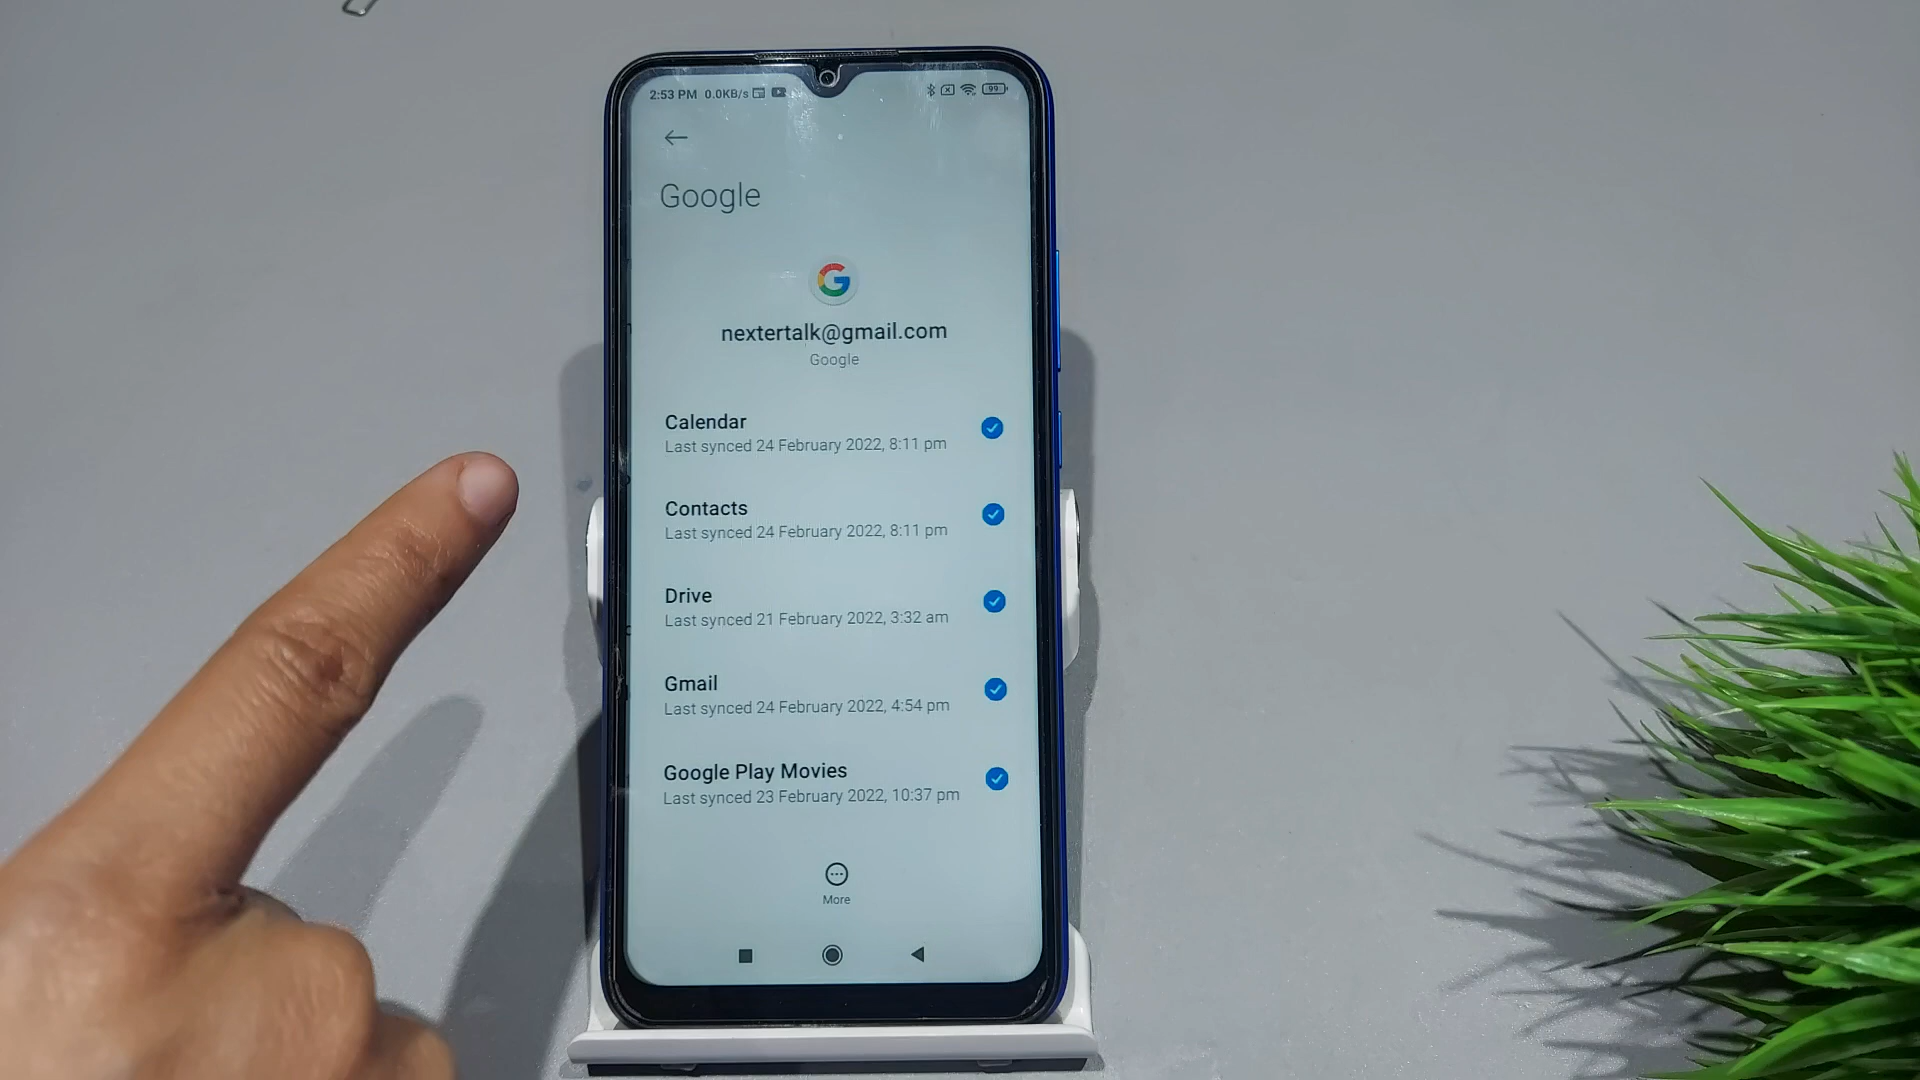 2:53 PM 0.0KB/s 99
Google
nextertalk@gmail.com
Google
Calendar
Last synced 24 February 2022, 8:11 pm
Contacts
Last synced 24 February 2022, 8:11 pm
Drive
Last synced 21 February 2022, 3:32 am
Gmail
Last synced 24 February 2022, 4:54 pm
Google Play Movies
Last synced 23 February 2022, 10:37 pm
More